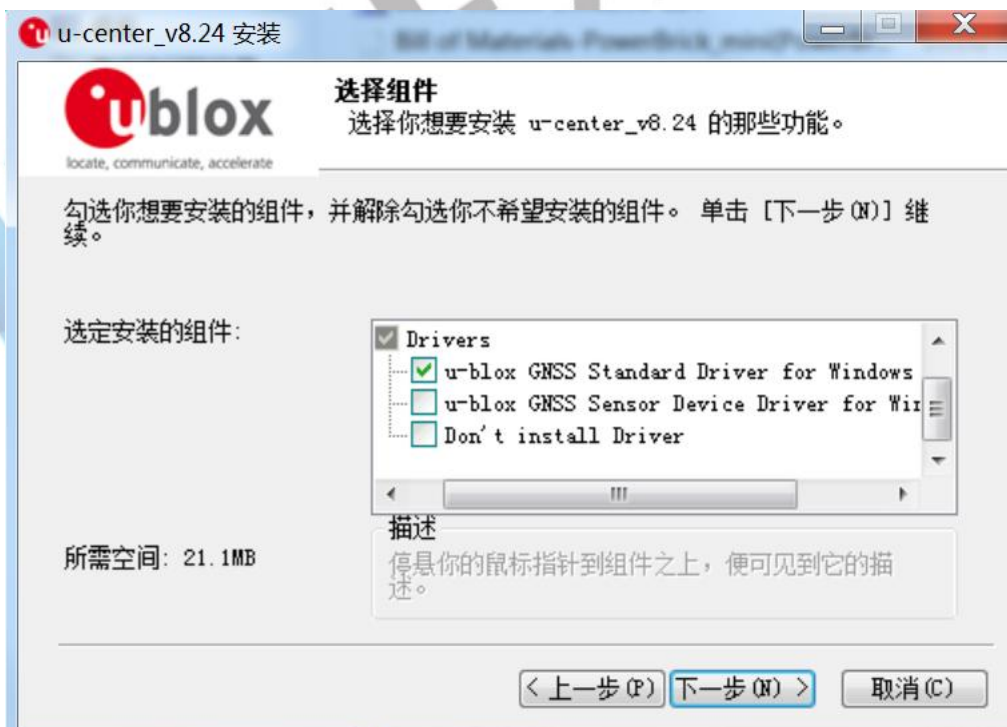 u-center_v8.24 安装
Bill of Materials-PowerBrick_mini(Po
ublox
locate, communicate, accelerate
选择组件
选择你想要安装 u-center_v8.24 的那些功能。
勾选你想要安装的组件，并解除勾选你不希望安装的组件。 单击 [下一步(N)] 继
续。
选定安装的组件:
Drivers
u-blox GNSS Standard Driver for Windows
u-blox GNSS Sensor Device Driver for Wir
Don't install Driver
描述
停悬你的鼠标指针到组件之上，便可见到它的描
述。
所需空间: 21.1MB
< 上一步(P)
下一步(N) >
取消(C)